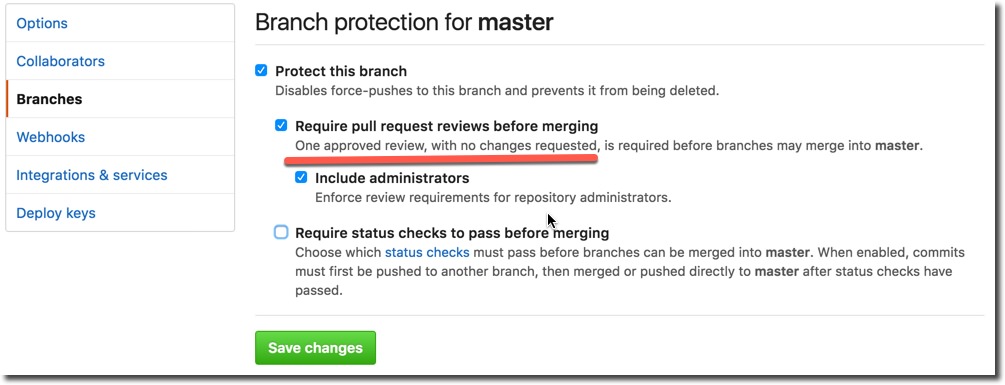 Options
Collaborators
Branches
Webhooks
Integrations & services
Deploy keys
Branch protection for master
Protect this branch
Disables force-pushes to this branch and prevents it from being deleted.
Require pull request reviews before merging
One approved review, with no changes requested, is required before branches may merge into master.
Include administrators
Enforce review requirements for repository administrators.
Require status checks to pass before merging
Choose which status checks must pass before branches can be merged into master. When enabled, commits
must first be pushed to another branch, then merged or pushed directly to master after status checks have
passed.
Save changes